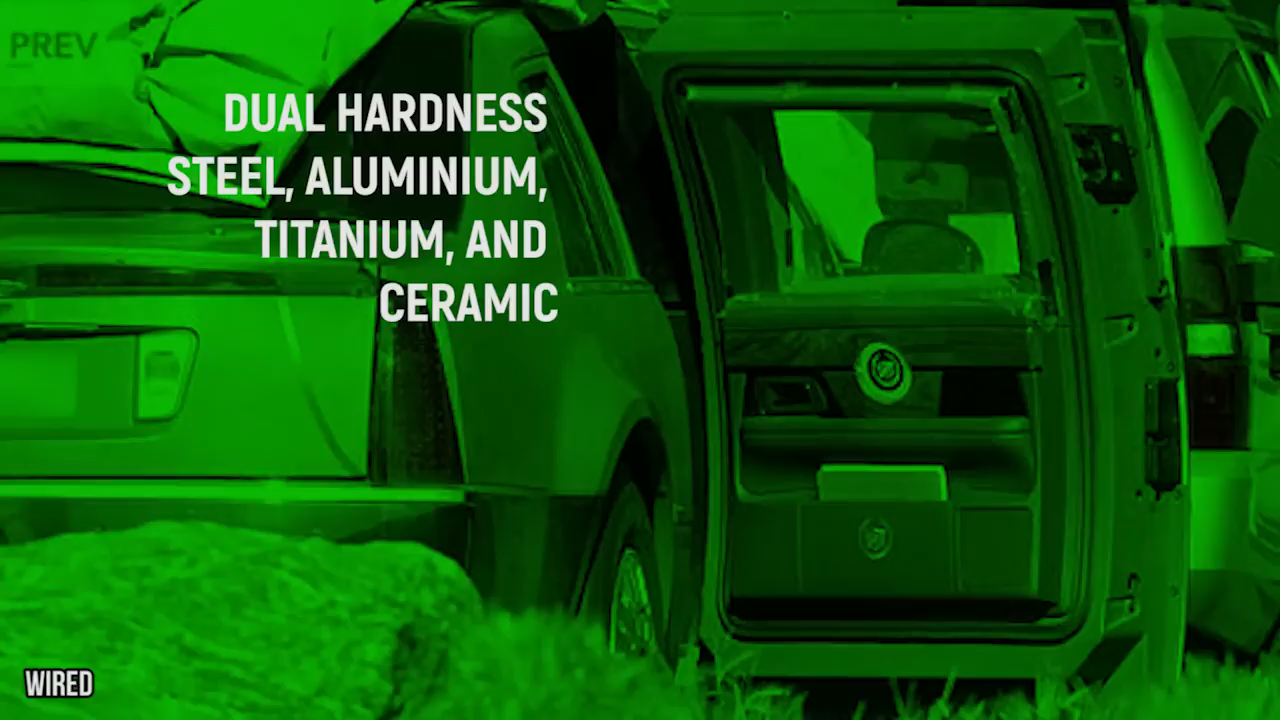 PREV
DUAL HARDNESS
STEEL, ALUMINIUM,
TITANIUM, AND
CERAMIC
WIRED